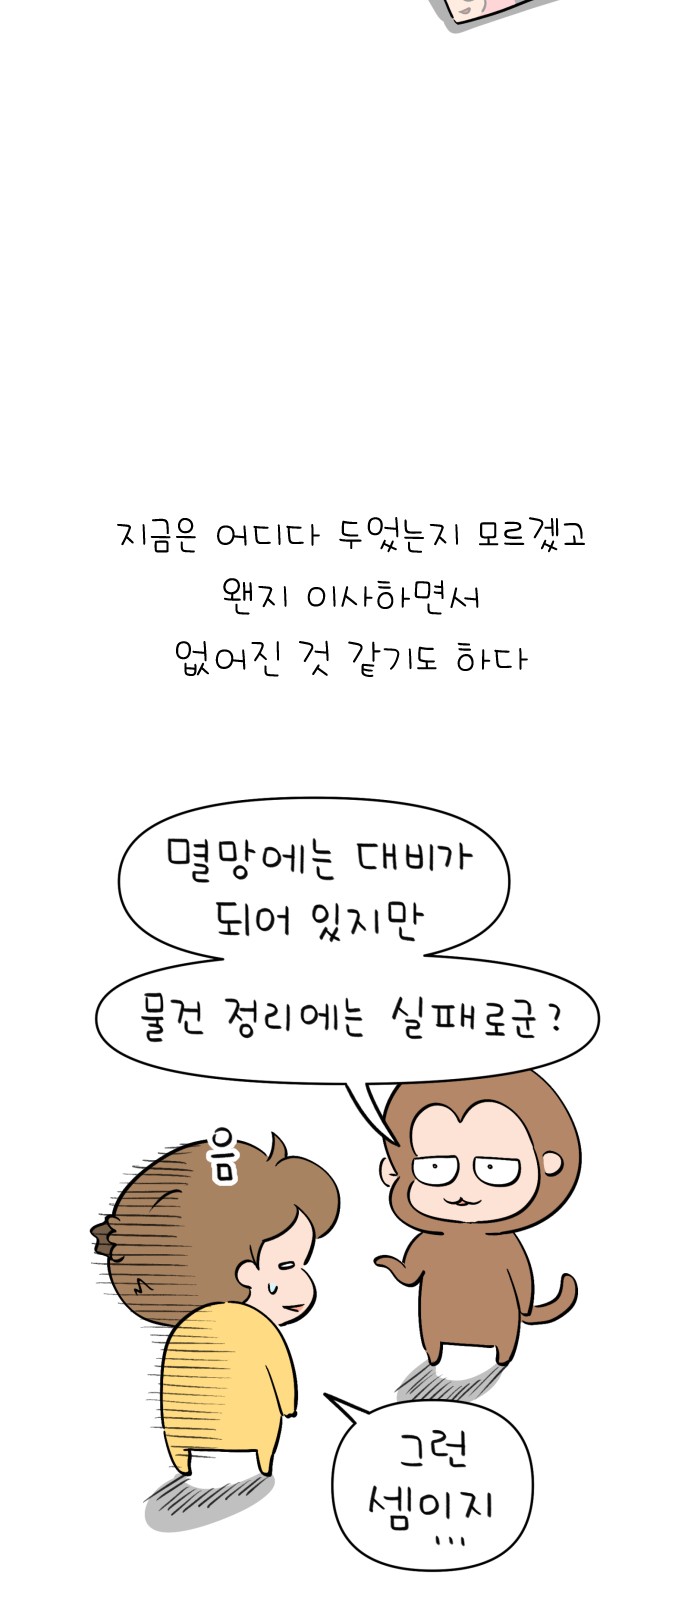 지금은 어디다 두었는지 모르겠고
왠지 이사하면서
없어진 것 같기도 하다
멸망에는 대비가
되어 있지만
물건 정리에는 실패로군?
음
그런
셈이지
...